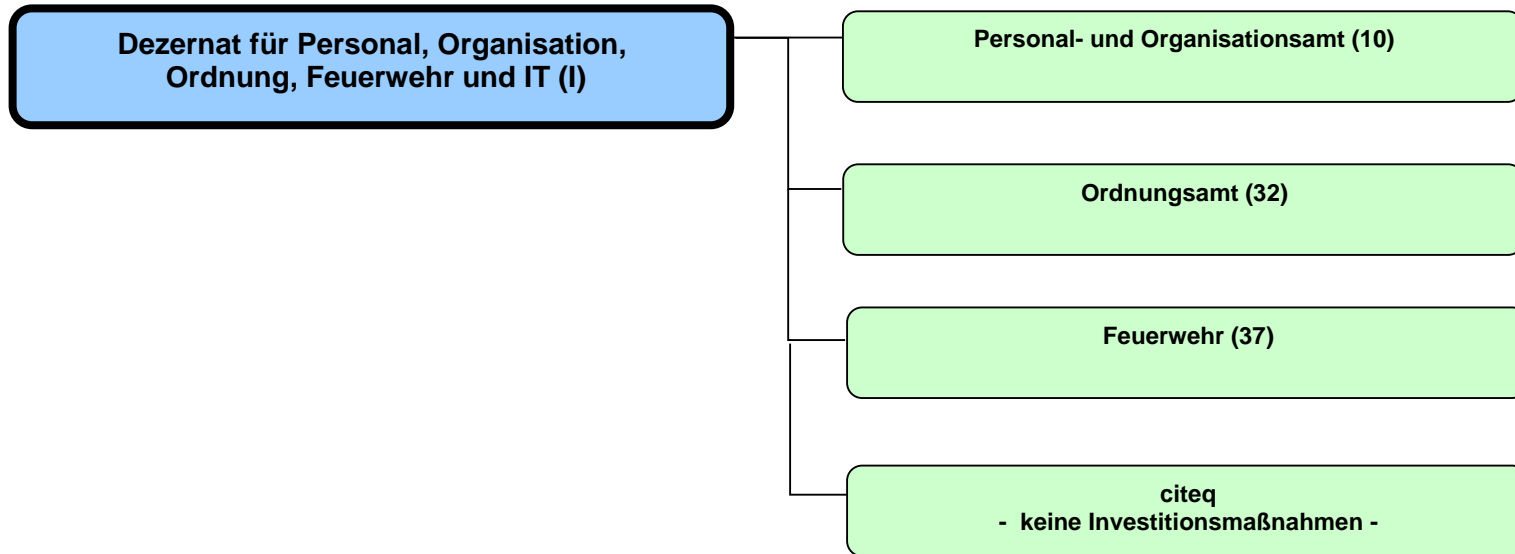 Dezernat für Personal, Organisation,
Ordnung, Feuerwehr und IT (I)
Personal- und Organisationsamt (10)
Ordnungsamt (32)
Feuerwehr (37)
citeq
- keine Investitionsmaßnahmen -